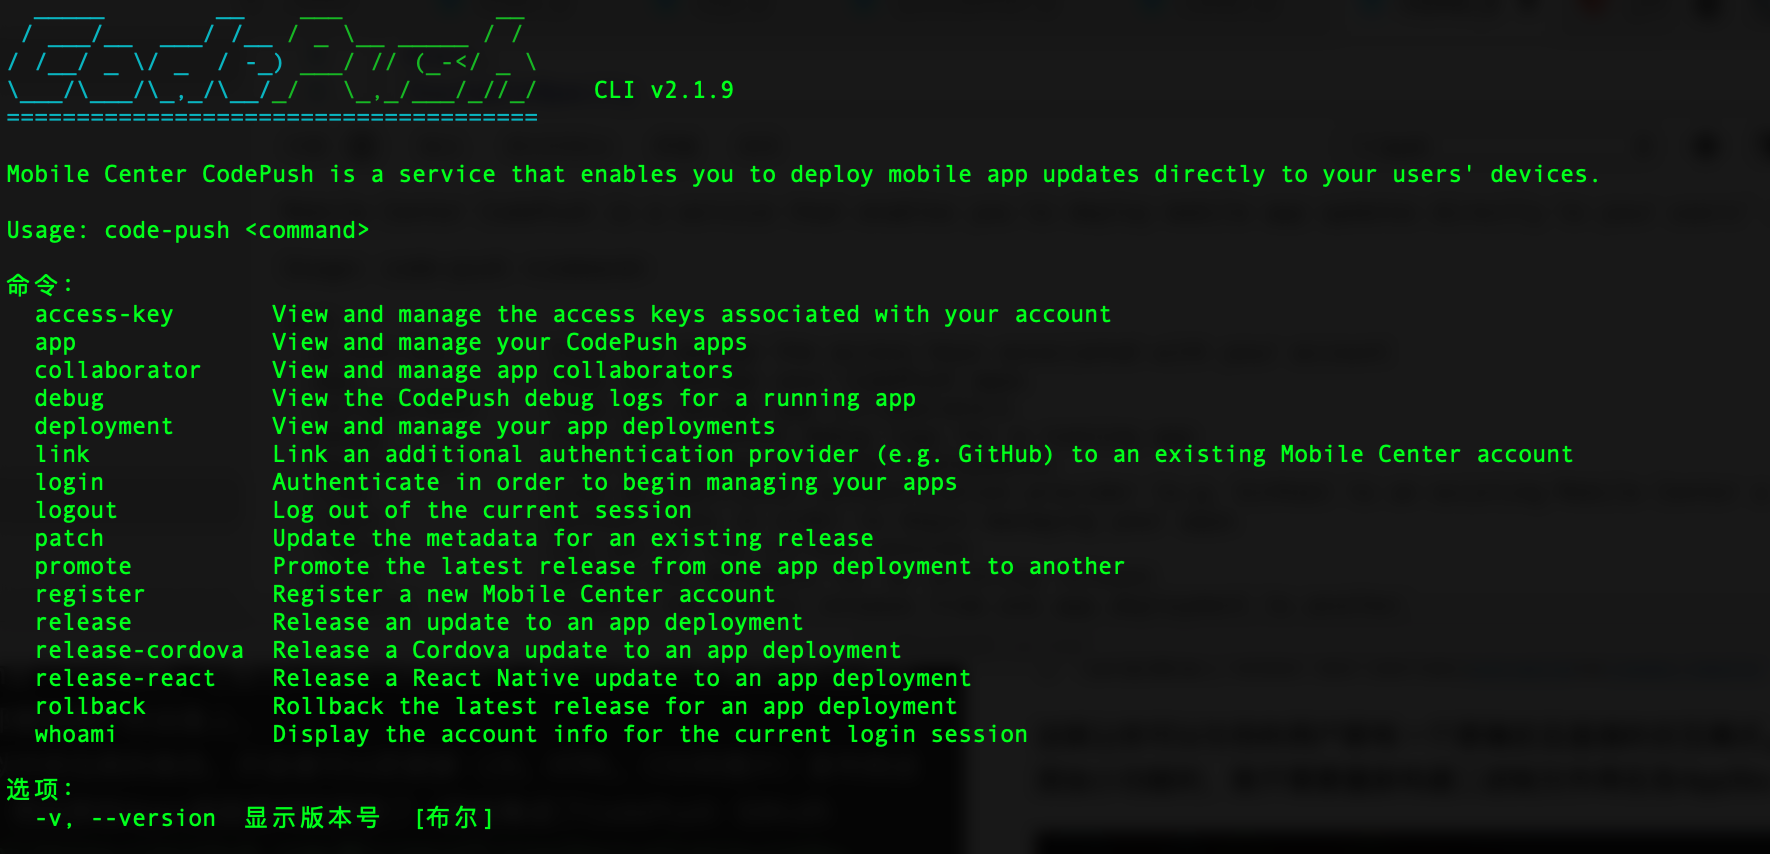 CodePush
CLI v2.1.9
======================================
Mobile Center CodePush is a service that enables you to deploy mobile app updates directly to your users' devices.
Usage: code-push <command>
命令：
access-key View and manage the access keys associated with your account
app View and manage your CodePush apps
collaborator View and manage app collaborators
debug View the CodePush debug logs for a running app
deployment View and manage your app deployments
link Link an additional authentication provider (e.g. GitHub) to an existing Mobile Center account
login Authenticate in order to begin managing your apps
logout Log out of the current session
patch Update the metadata for an existing release
promote Promote the latest release from one app deployment to another
register Register a new Mobile Center account
release Release an update to an app deployment
release-cordova Release a Cordova update to an app deployment
release-react Release a React Native update to an app deployment
rollback Rollback the latest release for an app deployment
whoami Display the account info for the current login session
选项：
-v, --version 显示版本号 [布尔]